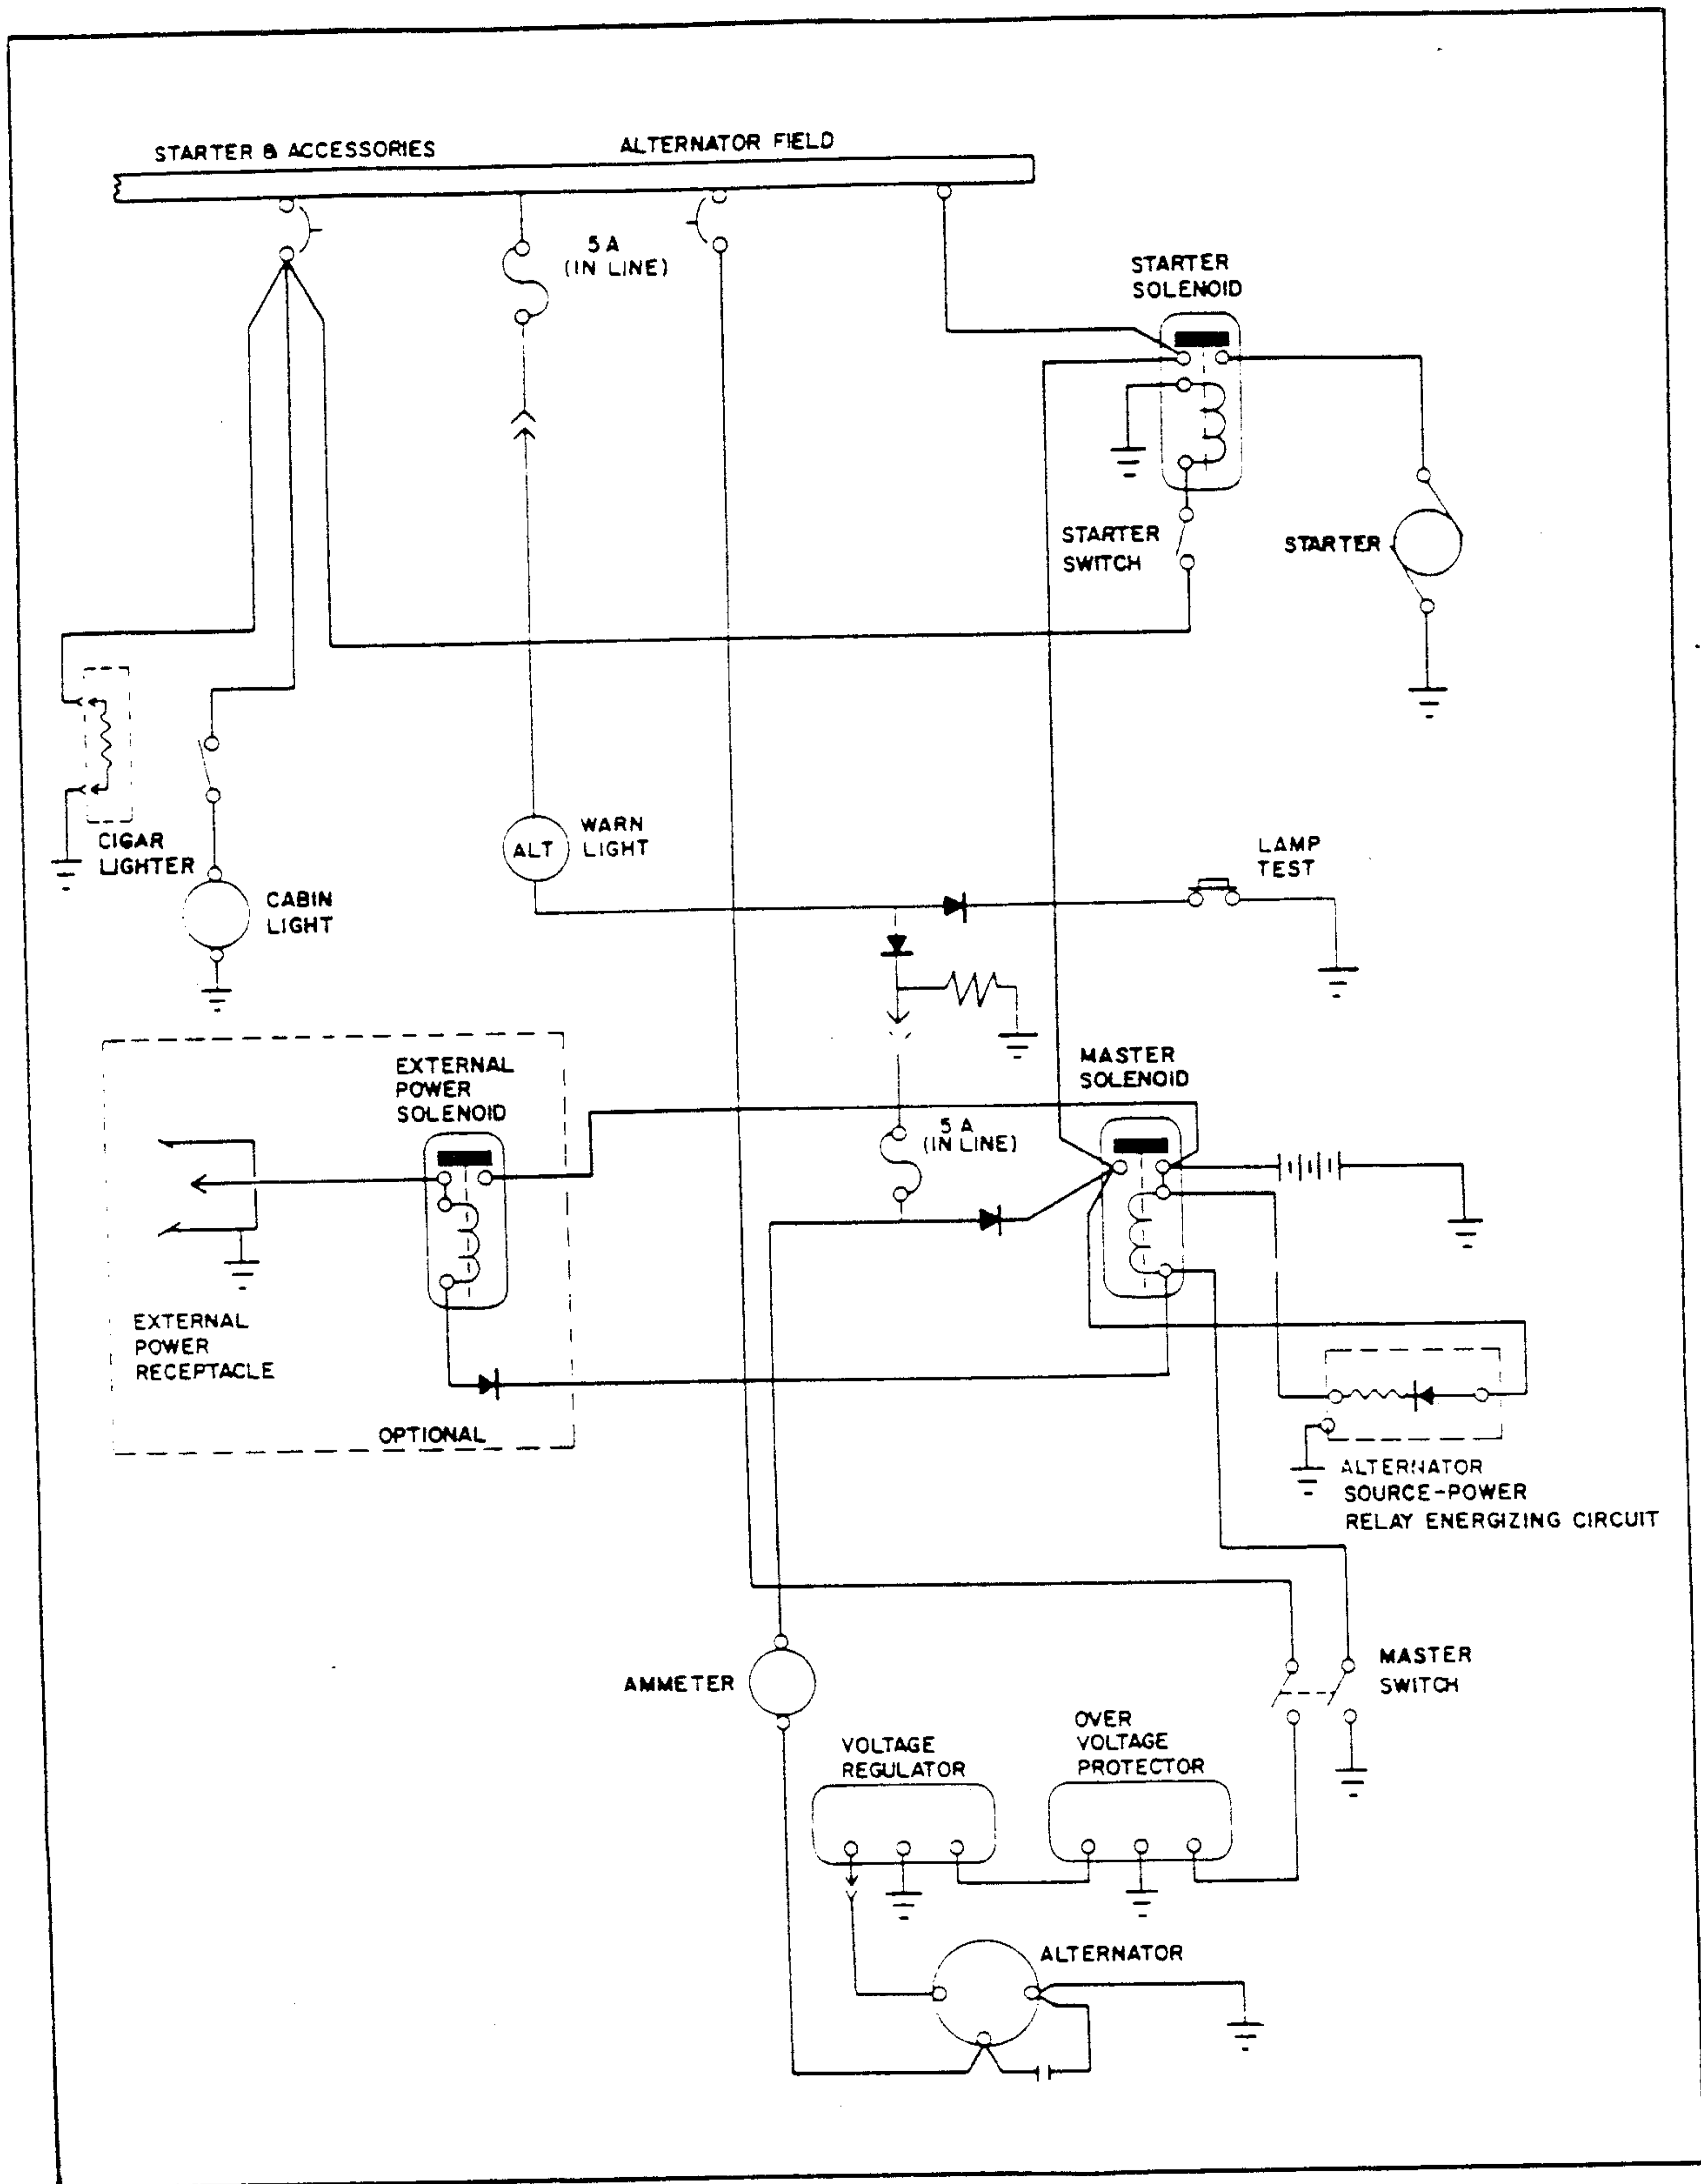 STARTER & ACCESSORIES
ALTERNATOR FIELD
5 A
(IN LINE)
STARTER
SOLENOID
STARTER
SWITCH
STARTER
CIGAR
LIGHTER
CABIN
LIGHT
ALT
WARN
LIGHT
LAMP
TEST
EXTERNAL
POWER
SOLENOID
MASTER
SOLENOID
5 A
(IN LINE)
EXTERNAL
POWER
RECEPTACLE
OPTIONAL
ALTERNATOR
SOURCE-POWER
RELAY ENERGIZING CIRCUIT
AMMETER
MASTER
SWITCH
VOLTAGE
REGULATOR
OVER
VOLTAGE
PROTECTOR
ALTERNATOR